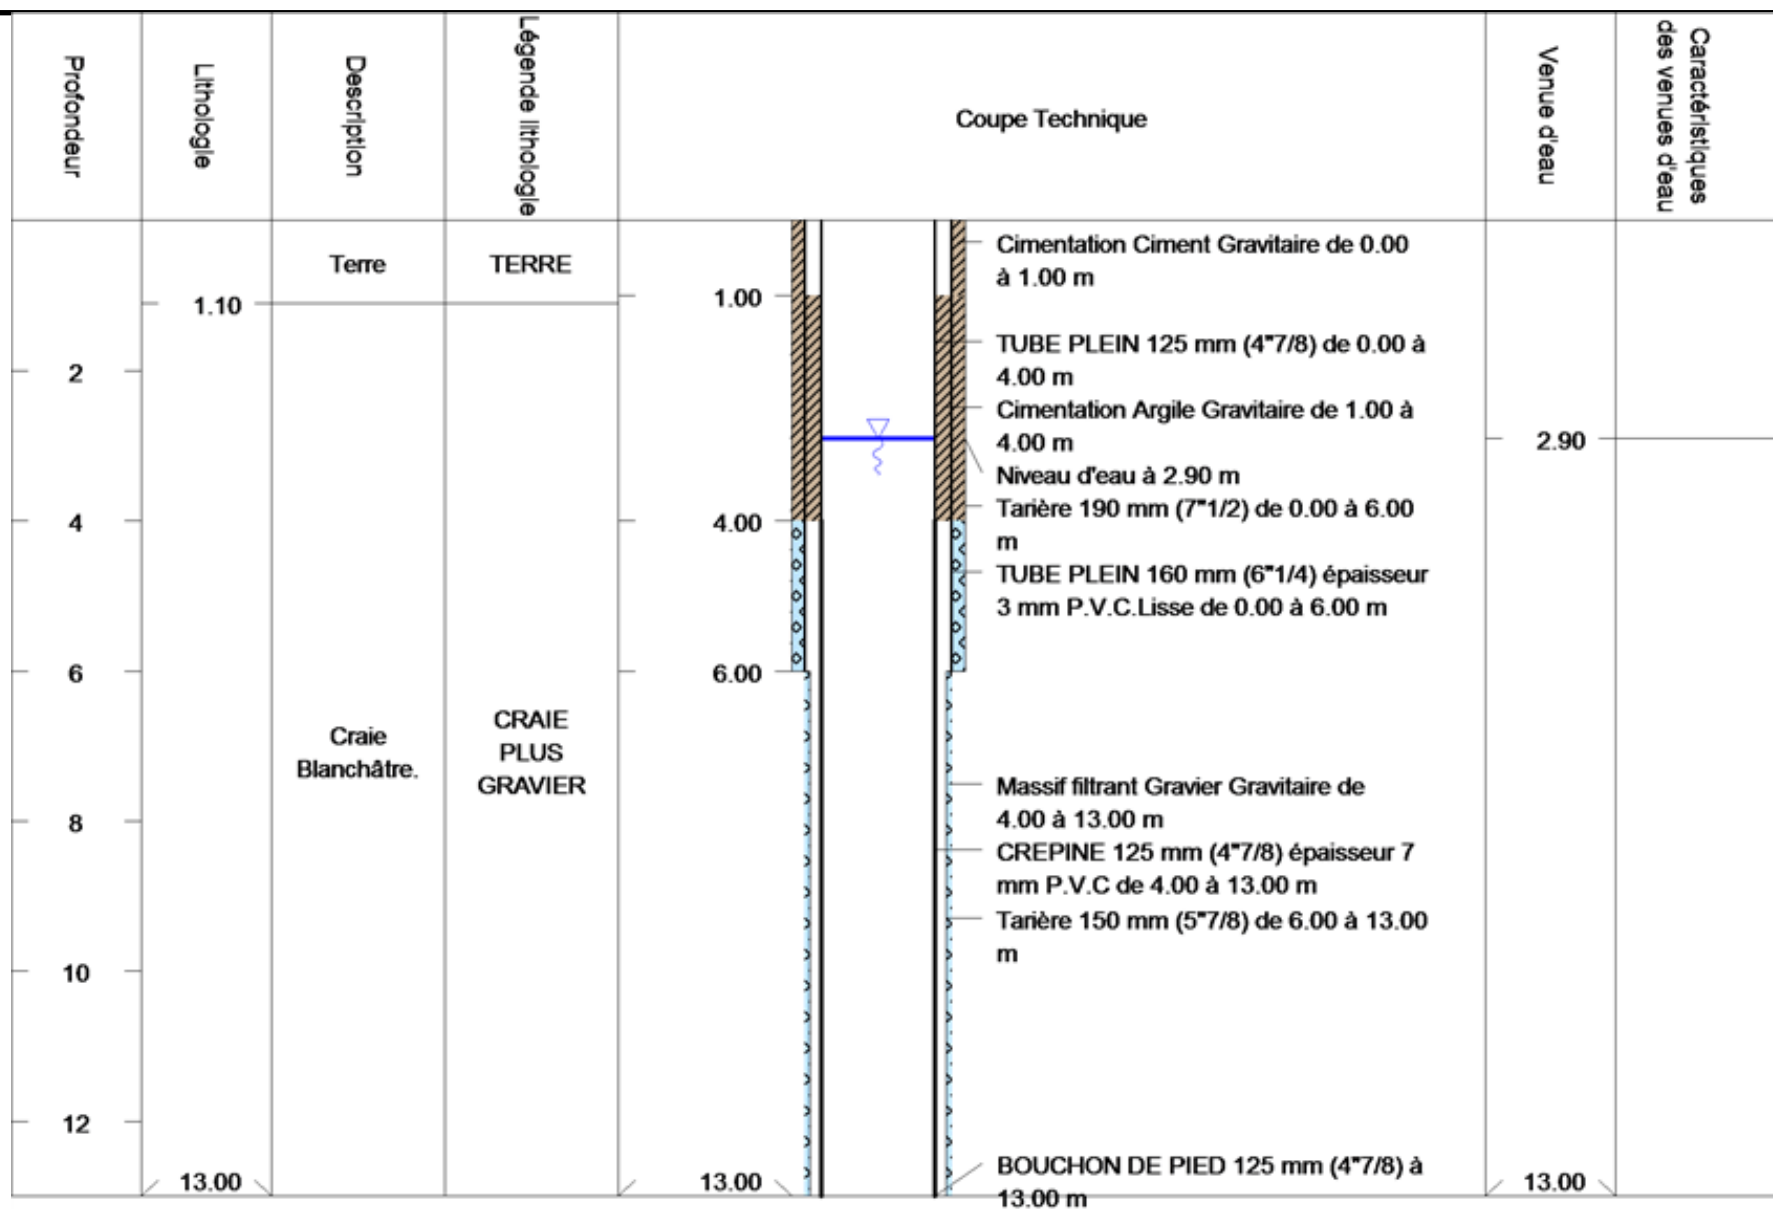 Profondeur
Lithologie
Description
Légende lithologie
Coupe Technique
Venue d'eau
Caractéristiques
des venues d'eau
Terre
TERRE
1.10
2
4
6
8
10
12
Craie
Blanchâtre.
CRAIE
PLUS
GRAVIER
13.00
1.00
4.00
6.00
13.00
Cimentation Ciment Gravitaire de 0.00
à 1.00 m
TUBE PLEIN 125 mm (4"7/8) de 0.00 à
4.00 m
Cimentation Argile Gravitaire de 1.00 à
4.00 m
Niveau d'eau à 2.90 m
Tarière 190 mm (7"1/2) de 0.00 à 6.00
m
TUBE PLEIN 160 mm (6"1/4) épaisseur
3 mm P.V.C.Lisse de 0.00 à 6.00 m
Massif filtrant Gravier Gravitaire de
4.00 à 13.00 m
CREPINE 125 mm (4"7/8) épaisseur 7
mm P.V.C de 4.00 à 13.00 m
Tarière 150 mm (5"7/8) de 6.00 à 13.00
m
BOUCHON DE PIED 125 mm (4"7/8) à
13.00 m
2.90
13.00